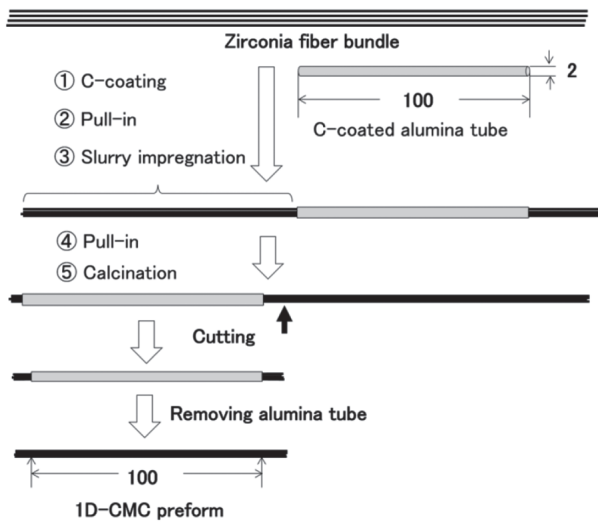 Zirconia fiber bundle
① C-coating
2
② Pull-in
100
C-coated alumina tube
③ Slurry impregnation
④ Pull-in
⑤ Calcination
Cutting
Removing alumina tube
100
1D-CMC preform